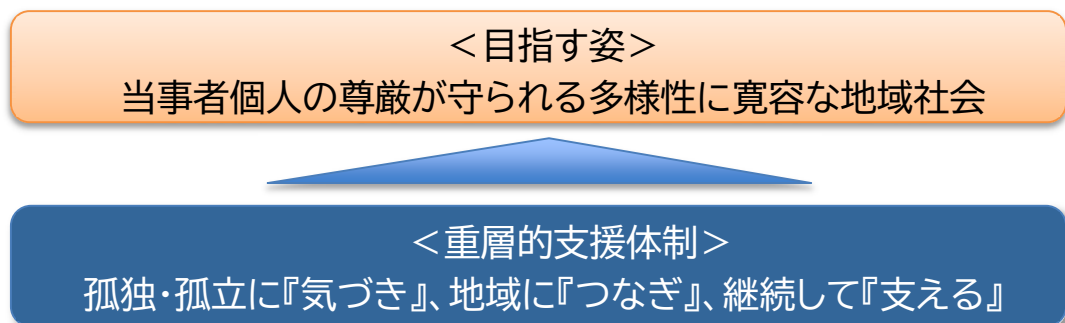 ＜目指す姿＞
当事者個人の尊厳が守られる多様性に寛容な地域社会
＜重層的支援体制＞
孤独･孤立に『気づき』、地域に『つなぎ』、継続して『支える』